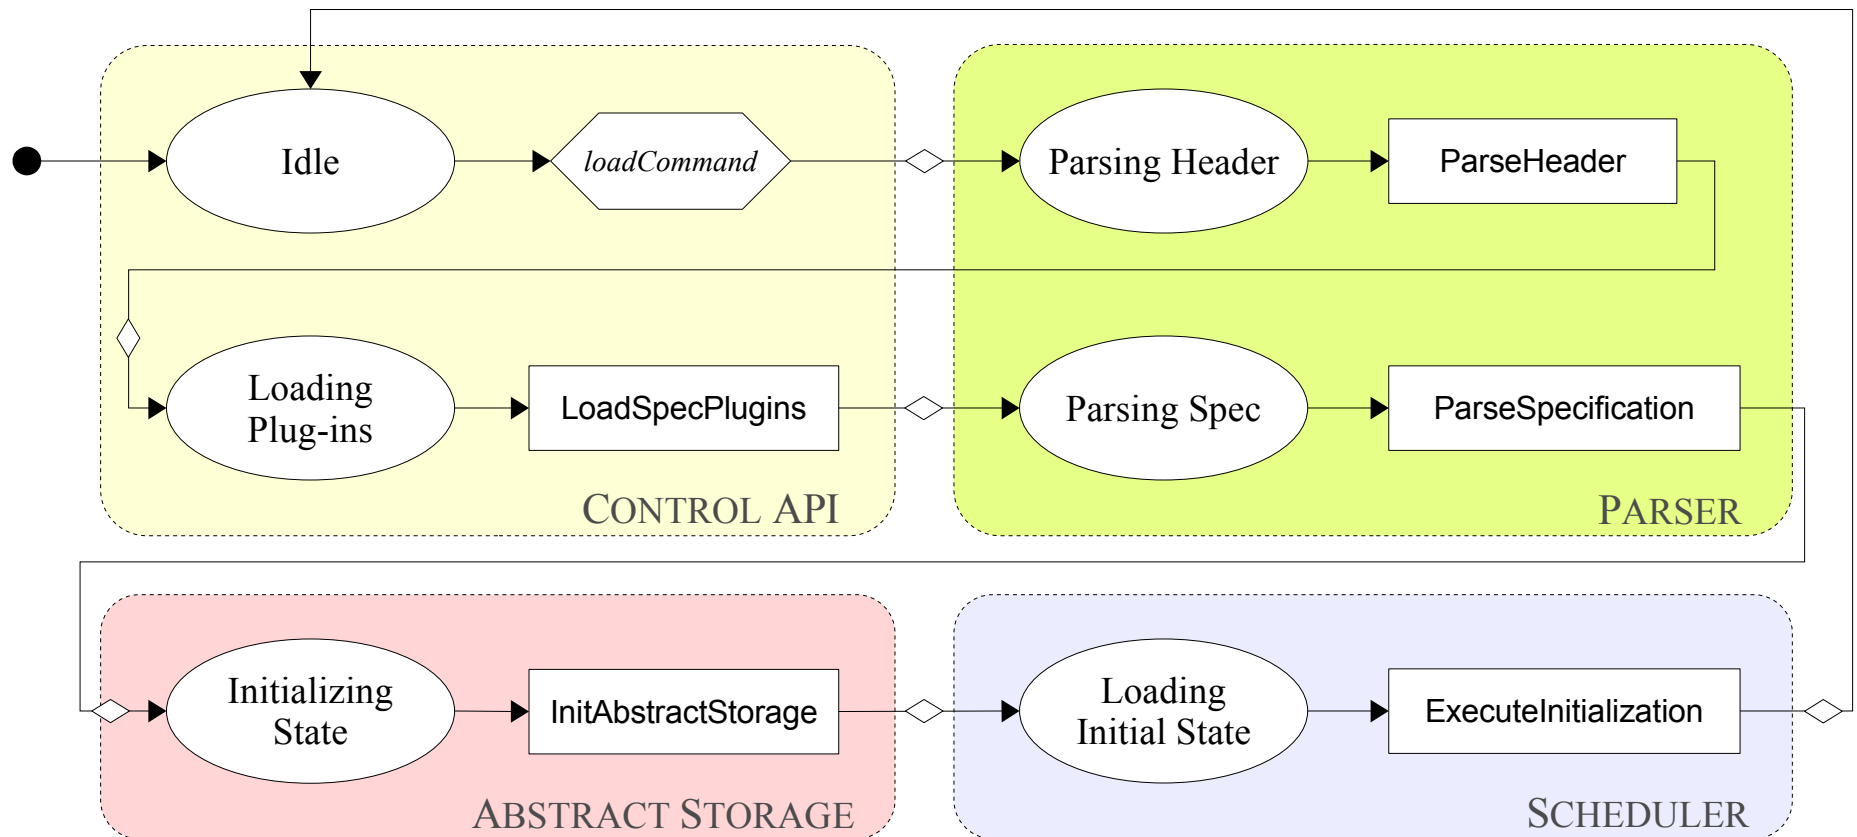 Idle
loadCommand
Parsing Header
ParseHeader
Loading
Plug-ins
LoadSpecPlugins
Parsing Spec
ParseSpecification
CONTROL API
PARSER
Initializing
State
InitAbstractStorage
Loading
Initial State
ExecuteInitialization
ABSTRACT STORAGE
SCHEDULER